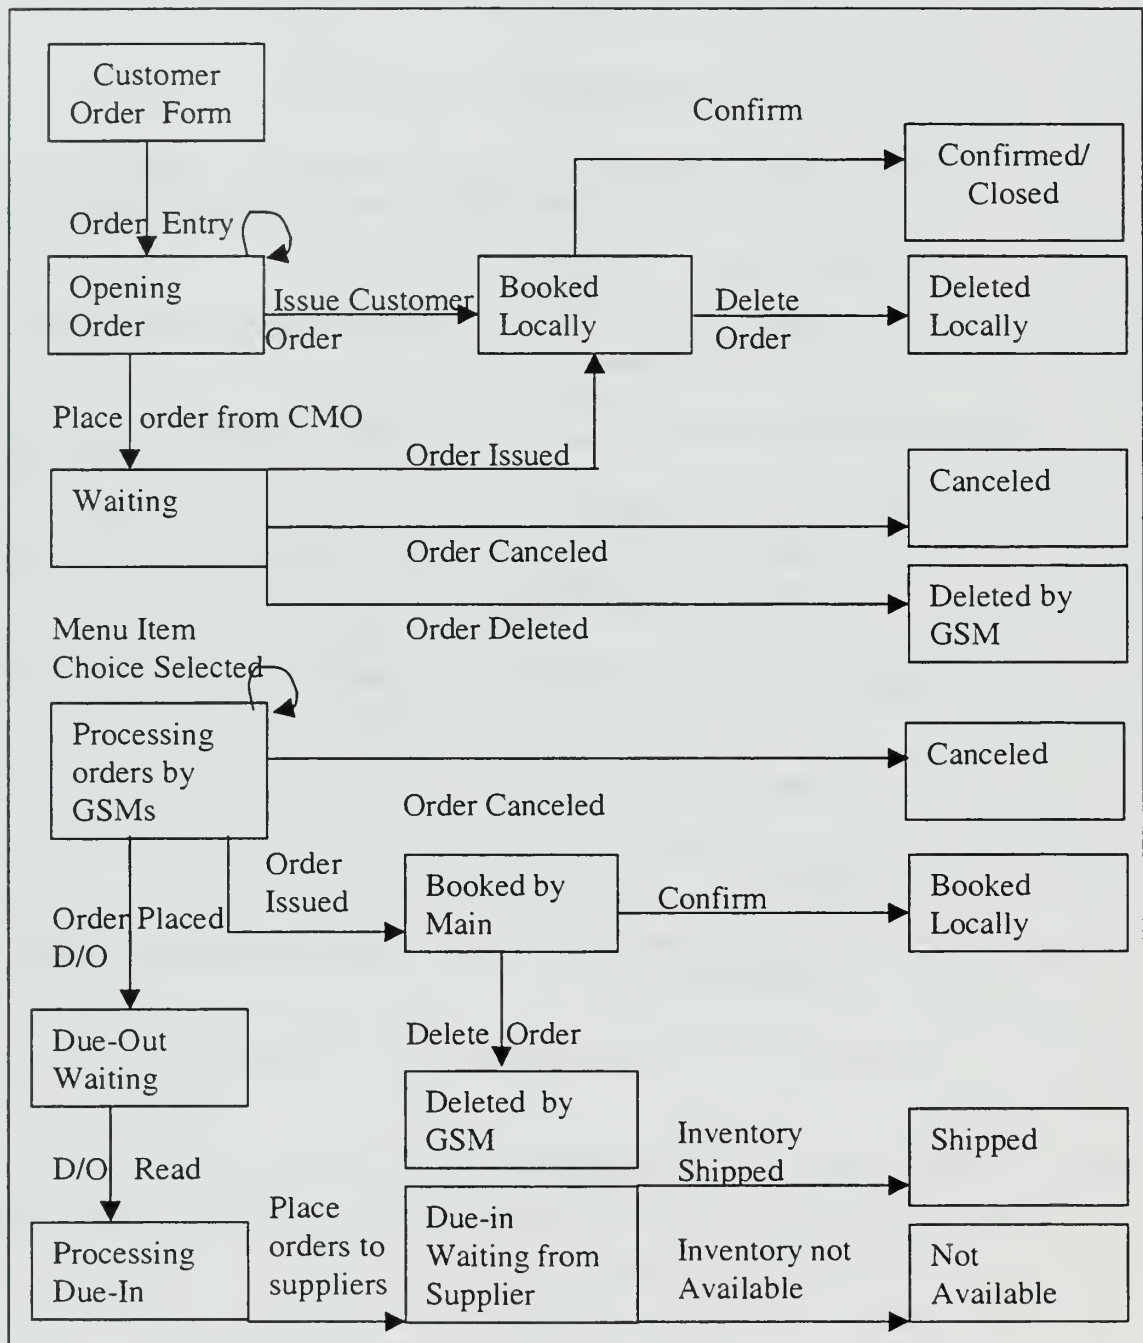 Customer
Order Form
Confirm
Confirmed/
Closed
Order Entry
Opening
Order
Issue Customer
Order
Booked
Locally
Delete
Order
Deleted
Locally
Place order from CMO
Waiting
Order Issued
Canceled
Order Canceled
Deleted by
GSM
Order Deleted
Menu Item
Choice Selected
Processing
orders by
GSMs
Canceled
Order Canceled
Order
Issued
Booked by
Main
Confirm
Booked
Locally
Order Placed
D/O
Due-Out
Waiting
Delete Order
Deleted by
GSM
Inventory
Shipped
Shipped
D/O Read
Processing
Due-In
Place
orders to
suppliers
Due-in
Waiting from
Supplier
Inventory not
Available
Not
Available